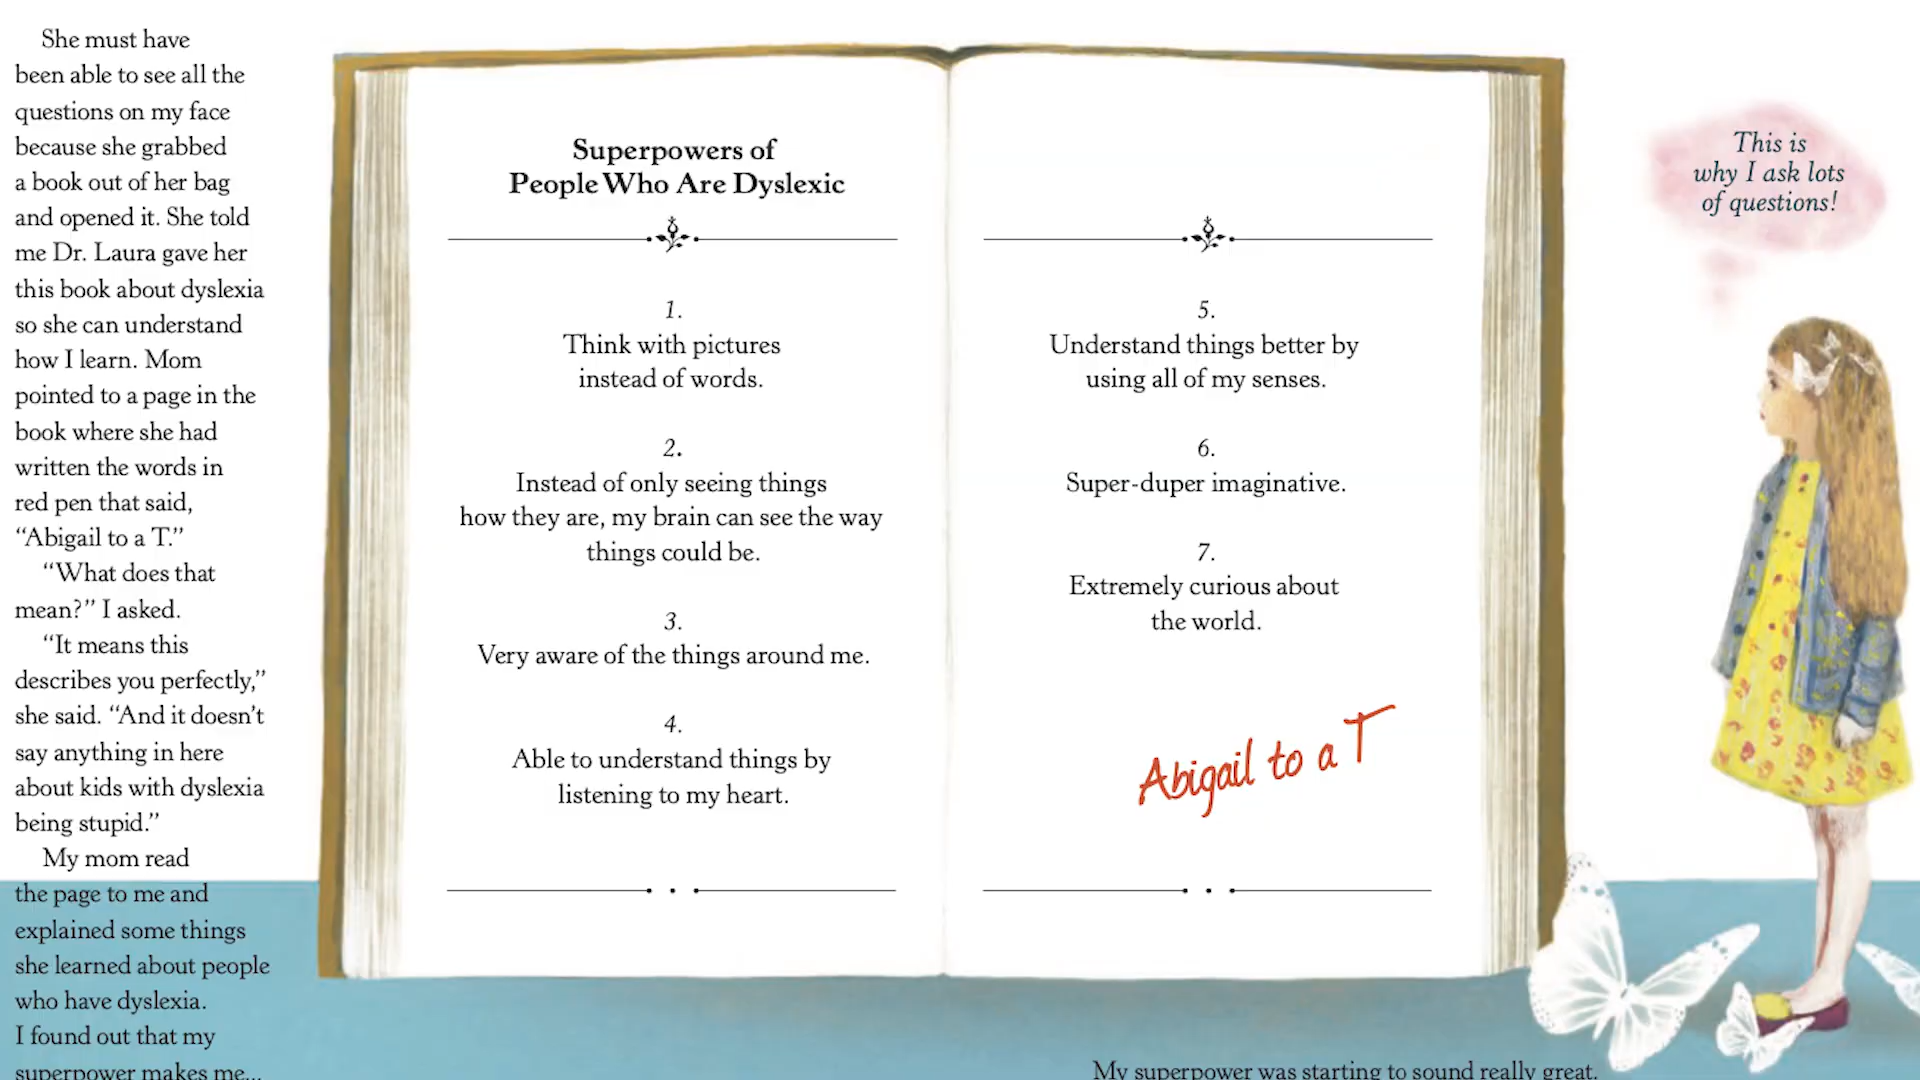 She must have
been able to see all the
questions on my face
because she grabbed
a book out of her bag
and opened it. She told
me Dr. Laura gave her
this book about dyslexia
so she can understand
how I learn. Mom
pointed to a page in the
book where she had
written the words in
red pen that said,
“Abigail to a T.”
“What does that
mean?” I asked.
“It means this
describes you perfectly,”
she said. “And it doesn’t
say anything in here
about kids with dyslexia
being stupid.”
My mom read
the page to me and
explained some things
she learned about people
who have dyslexia.
I found out that my
superpower makes me...
Superpowers of
People Who Are Dyslexic
1.
Think with pictures
instead of words.
2.
Instead of only seeing things
how they are, my brain can see the way
things could be.
3.
Very aware of the things around me.
4.
Able to understand things by
listening to my heart.
5.
Understand things better by
using all of my senses.
6.
Super-duper imaginative.
7.
Extremely curious about
the world.
Abigail to a T
This is
why I ask lots
of questions!
My superpower was starting to sound really great.